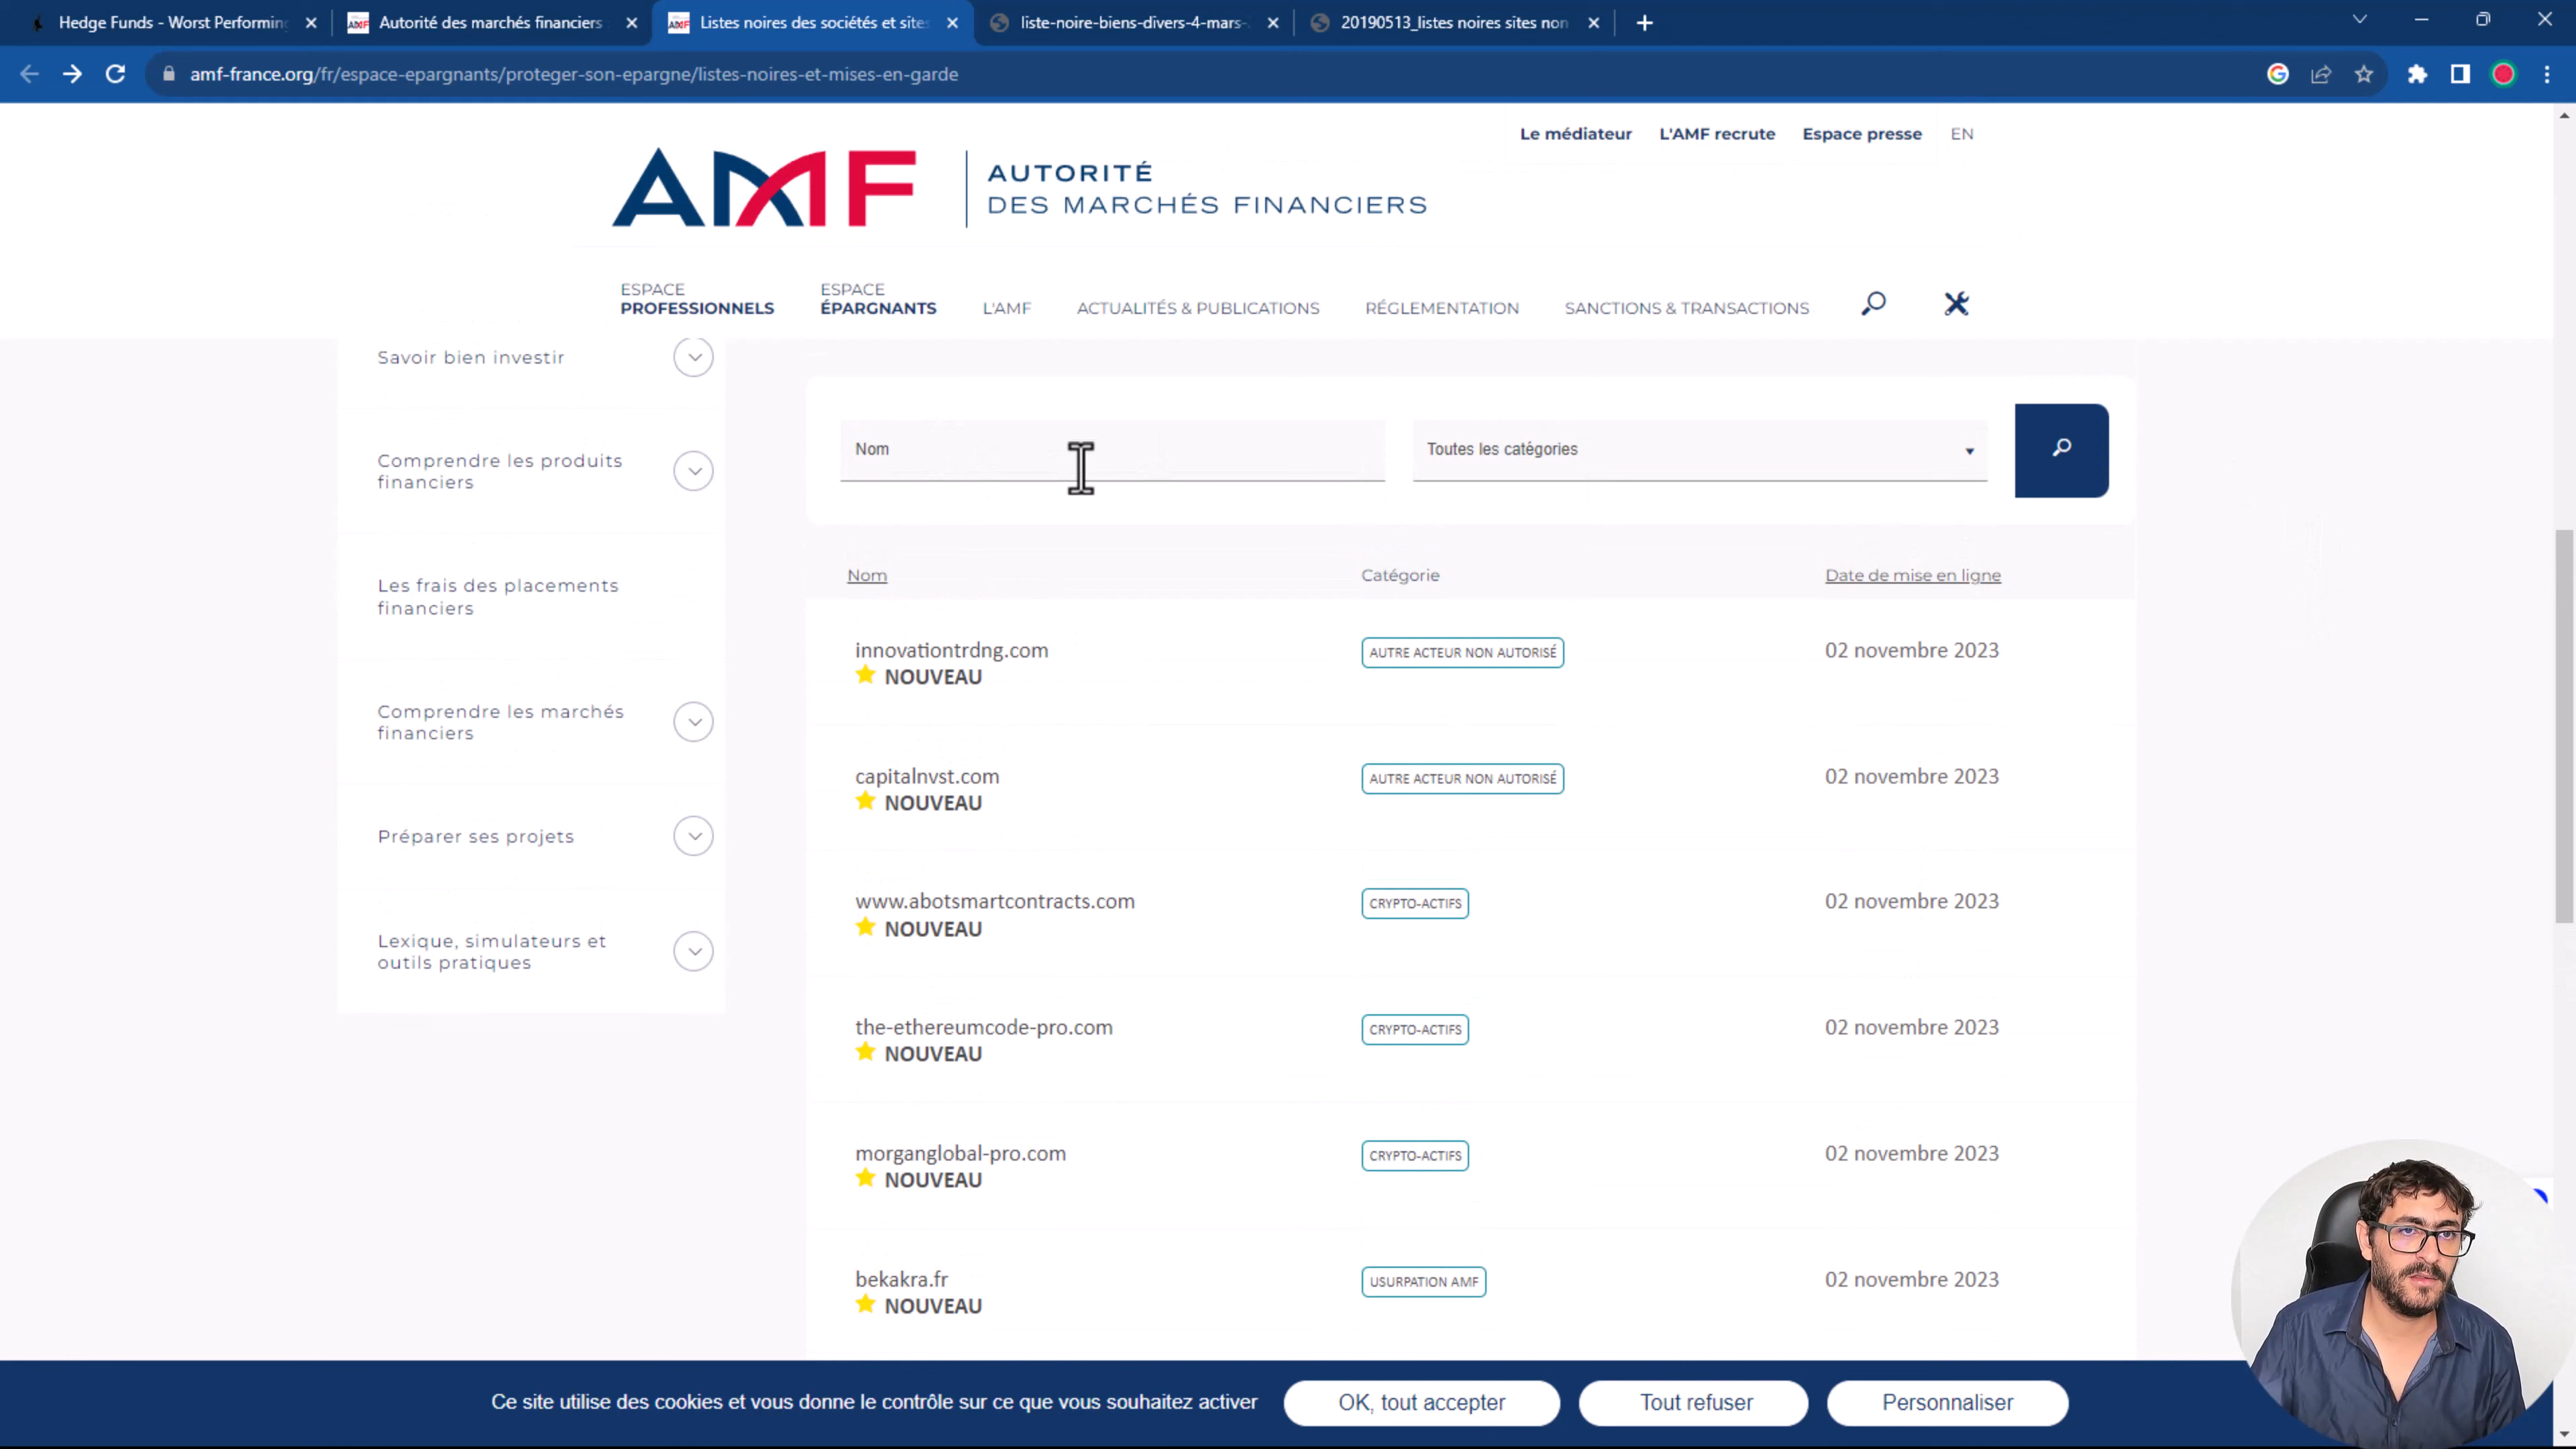 Hedge Funds - Worst Performing
Autorité des marchés financiers
Listes noires des sociétés et sites
liste-noire-biens-divers-4-mars-
20190513_listes noires sites non
amf-france.org/fr/espace-epargnants/proteger-son-epargne/listes-noires-et-mises-en-garde
Le médiateur L'AMF recrute Espace presse EN
AMF
AUTORITÉ
DES MARCHÉS FINANCIERS
ESPACE
PROFESSIONNELS
ESPACE
ÉPARGNANTS
L'AMF
ACTUALITÉS & PUBLICATIONS
RÉGLEMENTATION
SANCTIONS & TRANSACTIONS
Savoir bien investir
Comprendre les produits
financiers
Les frais des placements
financiers
Comprendre les marchés
financiers
Préparer ses projets
Lexique, simulateurs et
outils pratiques
Nom
Toutes les catégories
Nom Catégorie Date de mise en ligne
innovationtrdng.com AUTRE ACTEUR NON AUTORISÉ 02 novembre 2023
NOUVEAU
capitalnvst.com AUTRE ACTEUR NON AUTORISÉ 02 novembre 2023
NOUVEAU
www.abotsmartcontracts.com CRYPTO-ACTIFS 02 novembre 2023
NOUVEAU
the-ethereumcode-pro.com CRYPTO-ACTIFS 02 novembre 2023
NOUVEAU
morganglobal-pro.com CRYPTO-ACTIFS 02 novembre 2023
NOUVEAU
bekakra.fr USURPATION AMF 02 novembre 2023
NOUVEAU
Ce site utilise des cookies et vous donne le contrôle sur ce que vous souhaitez activer
OK, tout accepter
Tout refuser
Personnaliser